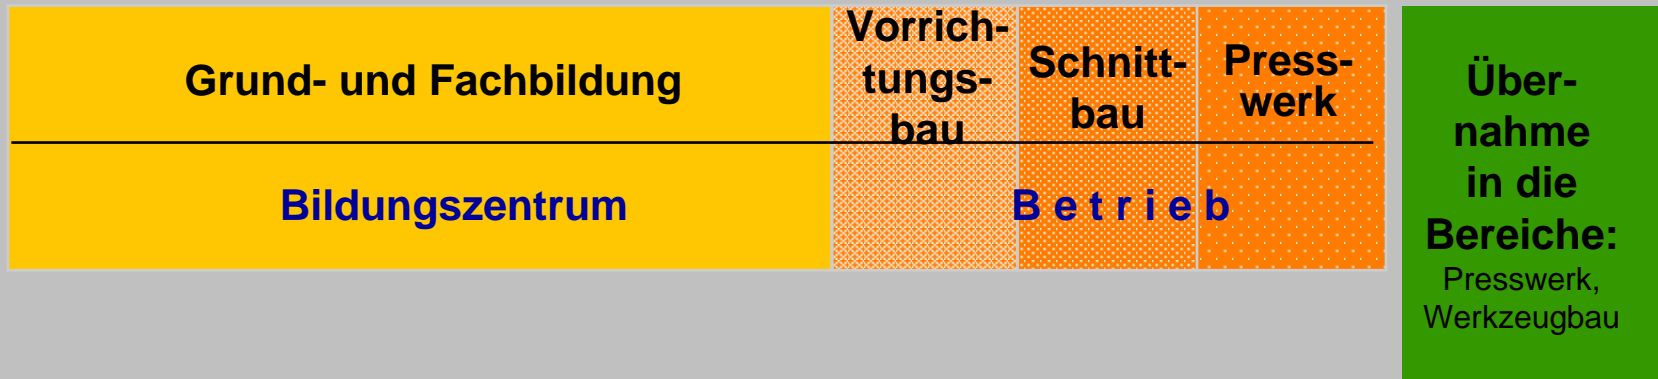 Grund- und Fachbildung
Vorrich-
tungs-
bau
Schnitt-
bau
Press-
werk
Bildungszentrum
B e t r i e b
Über-
nahme
in die
Bereiche:
Presswerk,
Werkzeugbau